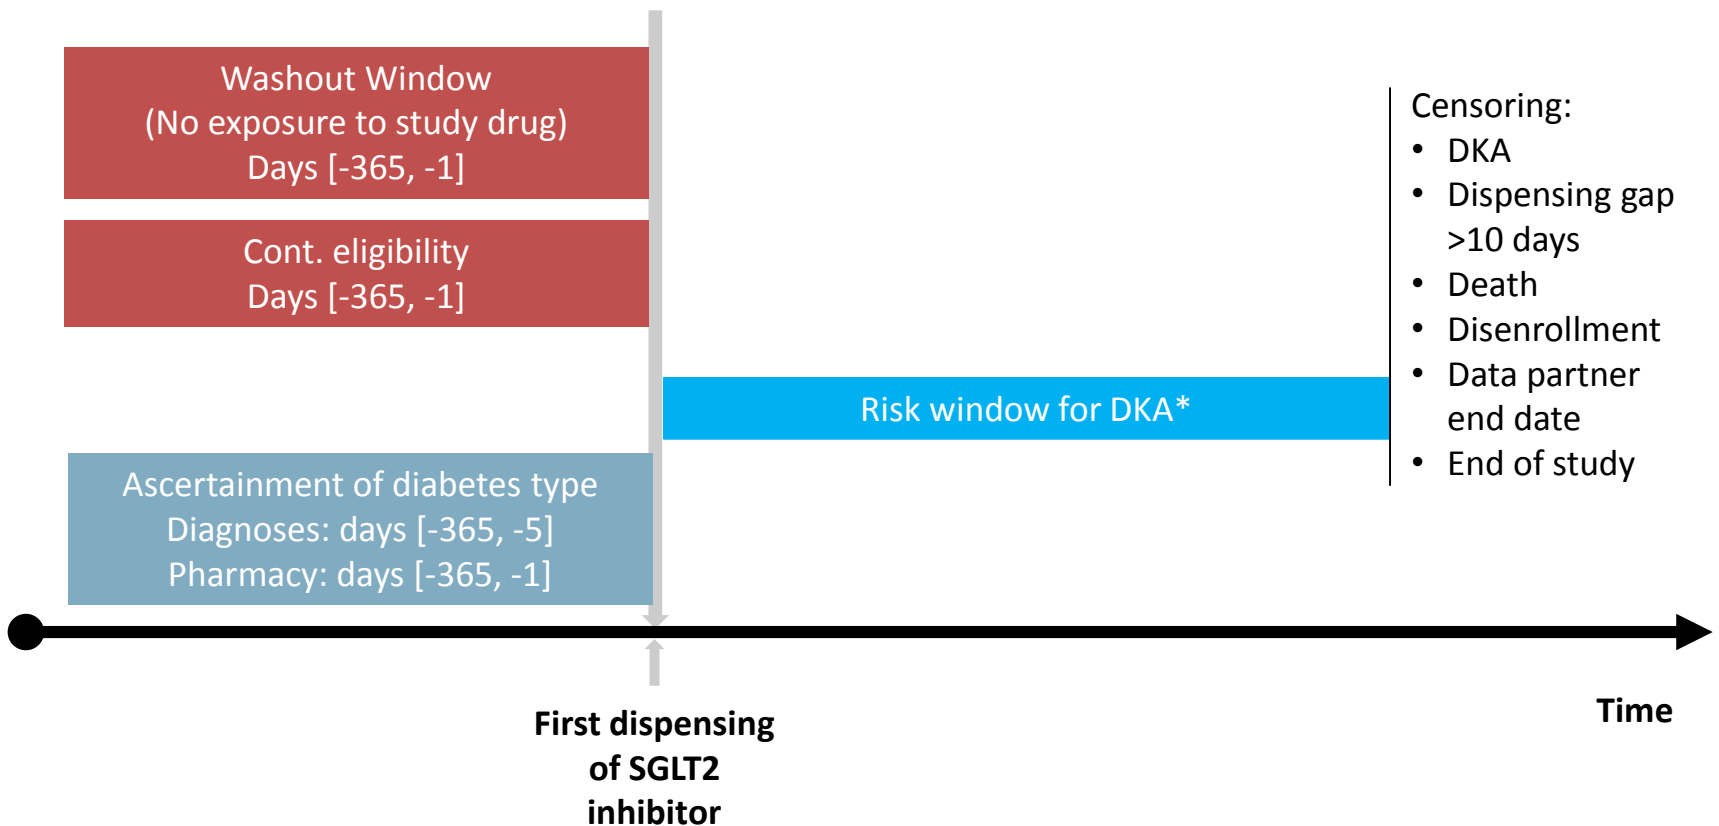 Washout Window
(No exposure to study drug)
Days [-365, -1]
Cont. eligibility
Days [-365, -1]
Risk window for DKA*
Ascertainment of diabetes type
Diagnoses: days [-365, -5]
Pharmacy: days [-365, -1]
Censoring:
• DKA
• Dispensing gap
>10 days
• Death
• Disenrollment
• Data partner
end date
• End of study
First dispensing
of SGLT2
inhibitor
Time